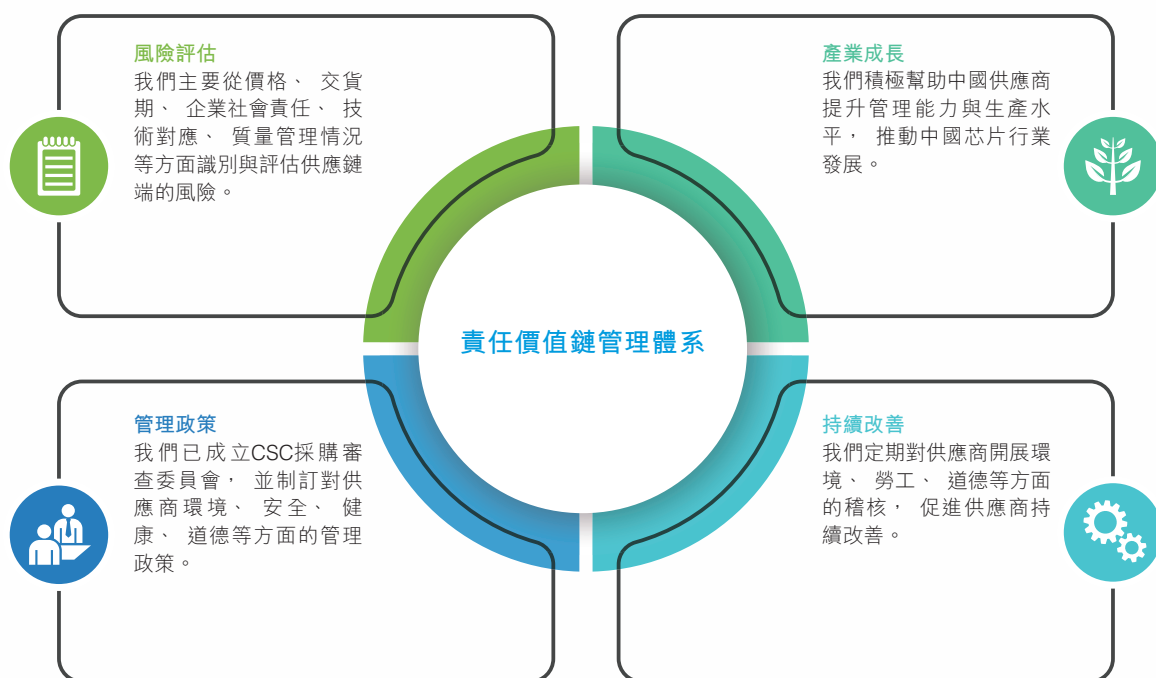 風險評估
我們主要從價格、 交貨
期、 企業社會責任、 技
術對應、 質量管理情況
等方面識別與評估供應鏈
端的風險。
產業成長
我們積極幫助中國供應商
提升管理能力與生產水
平， 推動中國芯片行業
發展。
責任價值鏈管理體系
管理政策
我們已成立CSC採購審
查委員會， 並制訂對供
應商環境、 安全、 健
康、 道德等方面的管理
政策。
持續改善
我們定期對供應商開展環
境、 勞工、 道德等方面
的稽核， 促進供應商持
續改善。